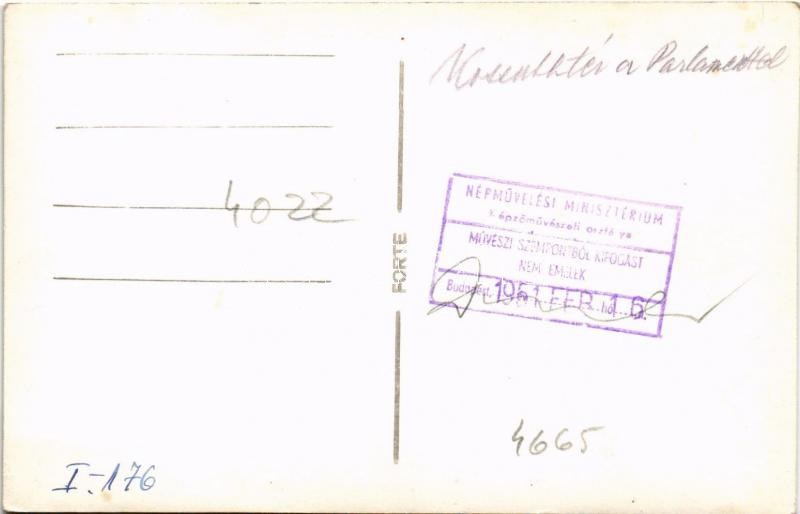 Kossuth tér a Parlamenttel
4022
FORTE
NÉPMŰVELÉSI MINISZTÉRIUM
Képzőművészeti osztálya
MŰVÉSZI SZEMPONTBÓL KIFOGÁST
NEM EMELEK
Budapest, 1951 FEB 16.
4665
I-176